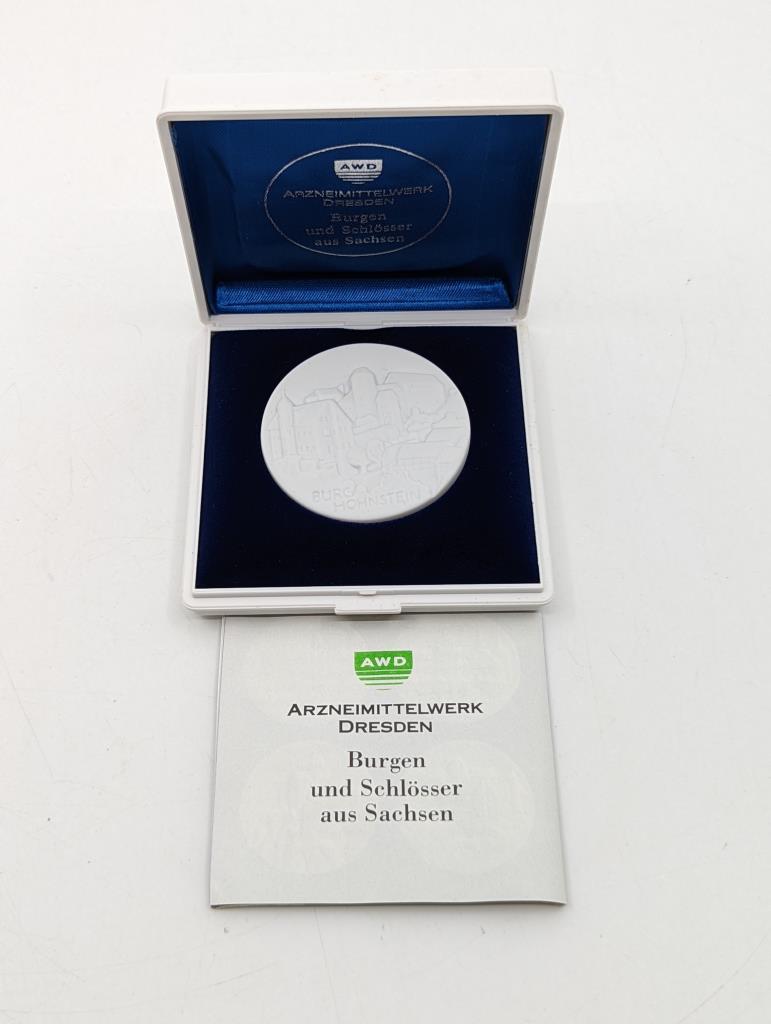 AWD
ARZNEIMITTELWERK
DRESDEN
Burgen
und Schlösser
aus Sachsen
BURG
HOHNSTEIN
AWD
ARZNEIMITTELWERK
DRESDEN
Burgen
und Schlösser
aus Sachsen